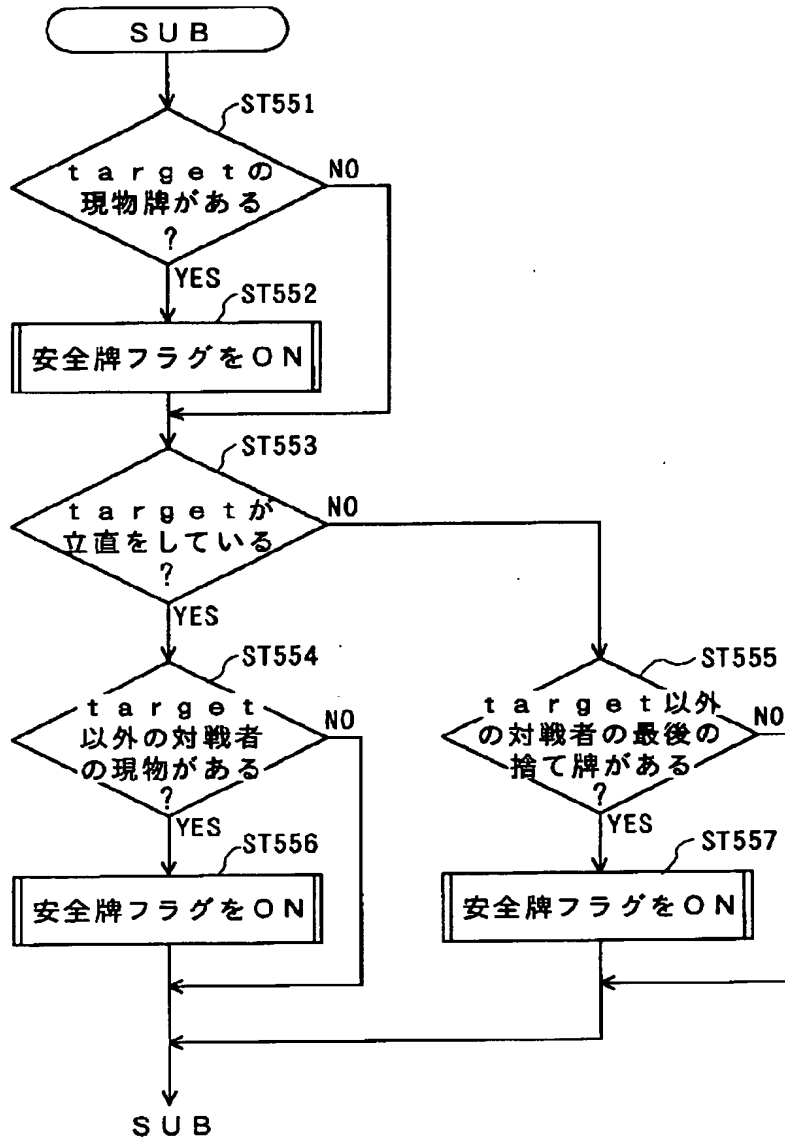 SUB
ST551
targetの
現物牌がある
?
NO
YES
ST552
安全牌フラグをON
ST553
targetが
立直をしている
?
NO
YES
ST554
target
以外の対戦者
の現物がある
?
NO
YES
ST555
target以外
の対戦者の最後の
捨て牌がある
?
NO
YES
ST556
安全牌フラグをON
ST557
安全牌フラグをON
SUB